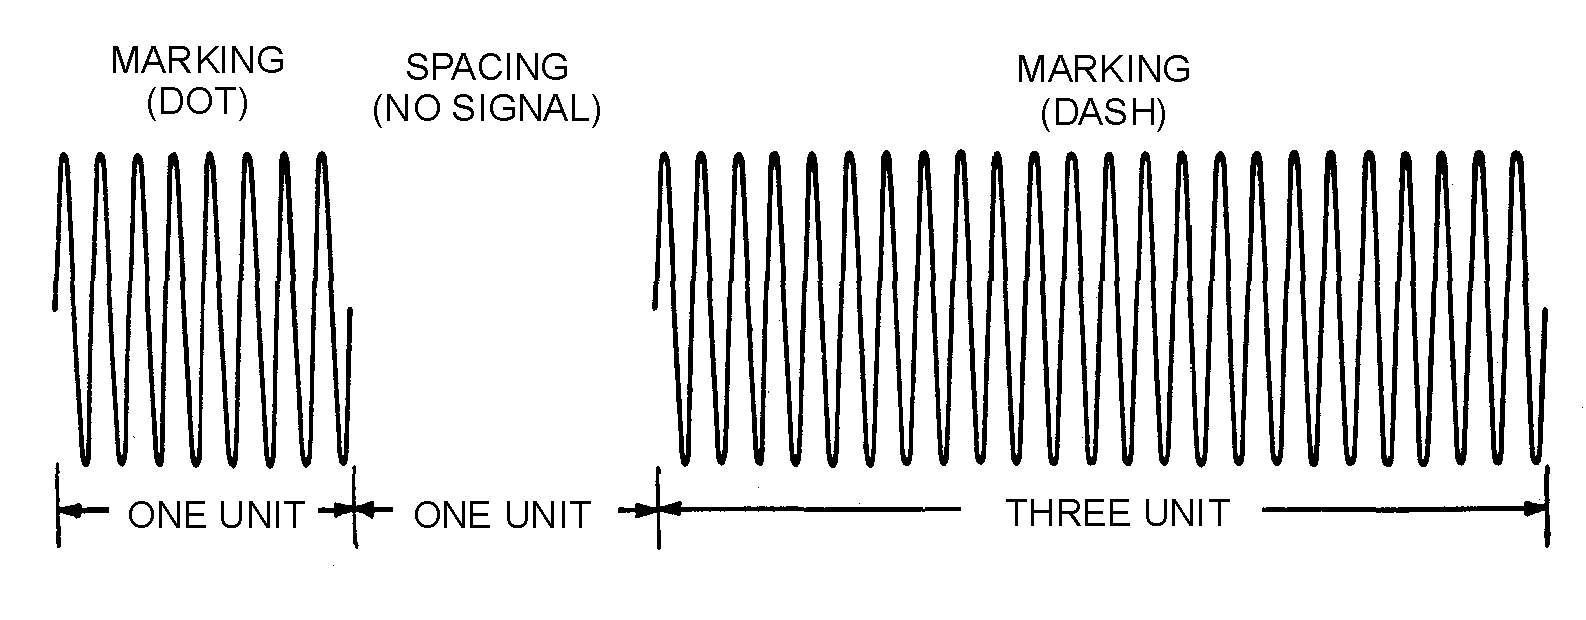 MARKING
(DOT)
SPACING
(NO SIGNAL)
MARKING
(DASH)
ONE UNIT
ONE UNIT
THREE UNIT